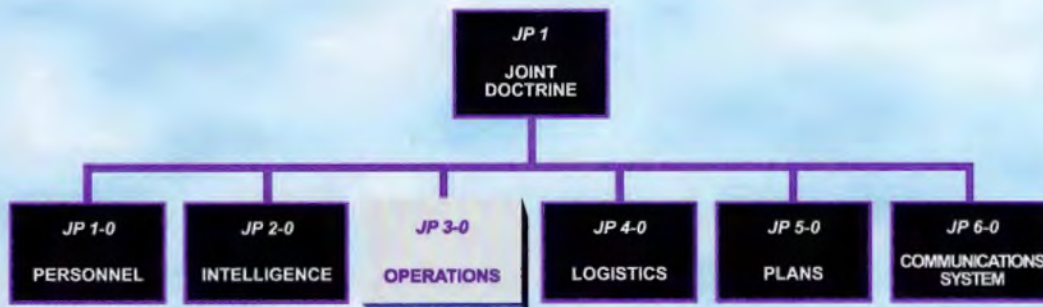 JP 1
JOINT
DOCTRINE
JP 1-0
PERSONNEL
JP 2-0
INTELLIGENCE
JP 3-0
OPERATIONS
JP 4-0
LOGISTICS
JP 5-0
PLANS
JP 6-0
COMMUNICATIONS
SYSTEM